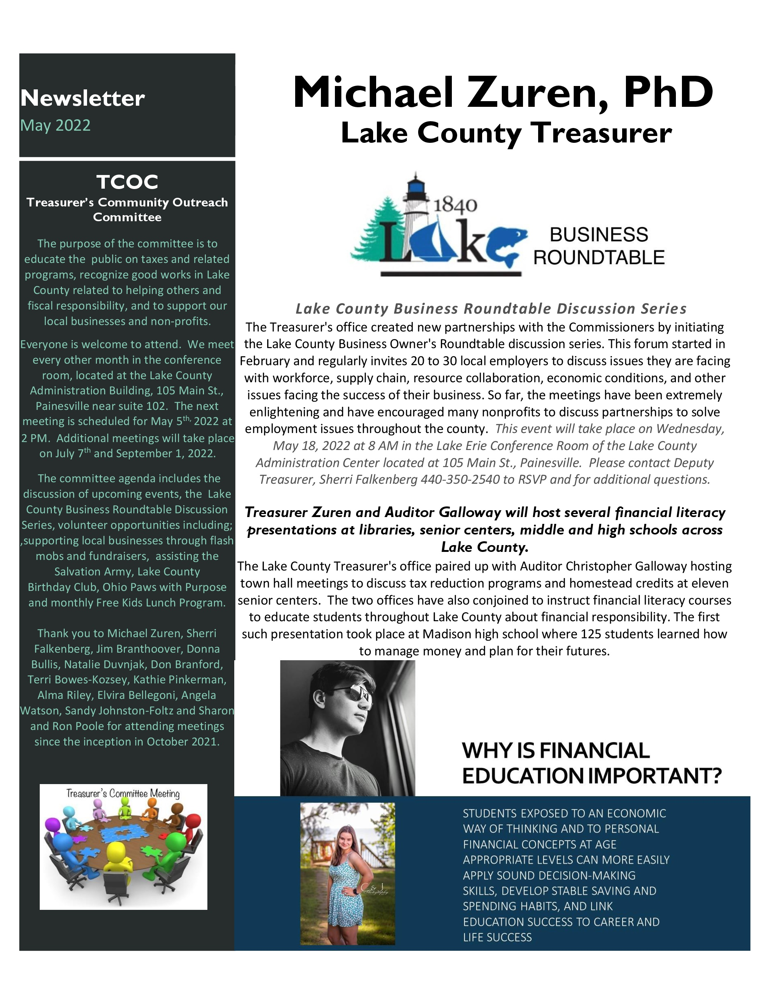 Newsletter
May 2022
Michael Zuren, PhD
Lake County Treasurer
TCOC
Treasurer's Community Outreach
Committee
The purpose of the committee is to
educate the  public on taxes and related
programs, recognize good works in Lake
County related to helping others and
fiscal responsibility, and to support our
local businesses and non-profits.
Everyone is welcome to attend.  We meet
every other month in the conference
room, located at the Lake County
Administration Building, 105 Main St.,
Painesville near suite 102.  The next
meeting is scheduled for May 5th, 2022 at
2 PM.  Additional meetings will take place
on July 7th and September 1, 2022.
The committee agenda includes the
discussion of upcoming events, the  Lake
County Business Roundtable Discussion
Series, volunteer opportunities including;
,supporting local businesses through flash
mobs and fundraisers,  assisting the
Salvation Army, Lake County
Birthday Club, Ohio Paws with Purpose
and monthly Free Kids Lunch Program.
Thank you to Michael Zuren, Sherri
Falkenberg, Jim Branthoover, Donna
Bullis, Natalie Duvnjak, Don Branford,
Terri Bowes-Kozsey, Kathie Pinkerman,
Alma Riley, Elvira Bellegoni, Angela
Watson, Sandy Johnston-Foltz and Sharon
and Ron Poole for attending meetings
since the inception in October 2021.
Treasurer's Committee Meeting
1840
Lake
BUSINESS
ROUNDTABLE
Lake County Business Roundtable Discussion Series
The Treasurer's office created new partnerships with the Commissioners by initiating
the Lake County Business Owner's Roundtable discussion series. This forum started in
February and regularly invites 20 to 30 local employers to discuss issues they are facing
with workforce, supply chain, resource collaboration, economic conditions, and other
issues facing the success of their business. So far, the meetings have been extremely
enlightening and have encouraged many nonprofits to discuss partnerships to solve
employment issues throughout the county.  This event will take place on Wednesday,
May 18, 2022 at 8 AM in the Lake Erie Conference Room of the Lake County
Administration Center located at 105 Main St., Painesville.  Please contact Deputy
Treasurer, Sherri Falkenberg 440-350-2540 to RSVP and for additional questions.
Treasurer Zuren and Auditor Galloway will host several financial literacy
presentations at libraries, senior centers, middle and high schools across
Lake County.
The Lake County Treasurer's office paired up with Auditor Christopher Galloway hosting
town hall meetings to discuss tax reduction programs and homestead credits at eleven
senior centers.  The two offices have also conjoined to instruct financial literacy courses
to educate students throughout Lake County about financial responsibility. The first
such presentation took place at Madison high school where 125 students learned how
to manage money and plan for their futures.
WHY IS FINANCIAL
EDUCATION IMPORTANT?
C & J
Photography
STUDENTS EXPOSED TO AN ECONOMIC
WAY OF THINKING AND TO PERSONAL
FINANCIAL CONCEPTS AT AGE
APPROPRIATE LEVELS CAN MORE EASILY
APPLY SOUND DECISION-MAKING
SKILLS, DEVELOP STABLE SAVING AND
SPENDING HABITS, AND LINK
EDUCATION SUCCESS TO CAREER AND
LIFE SUCCESS